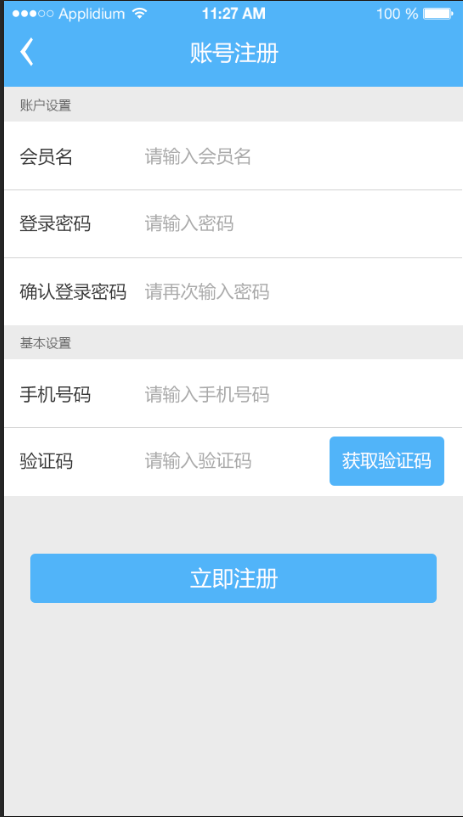 Applidium 11:27 AM 100 %
账号注册
账户设置
会员名 请输入会员名
登录密码 请输入密码
确认登录密码 请再次输入密码
基本设置
手机号码 请输入手机号码
验证码 请输入验证码 获取验证码
立即注册